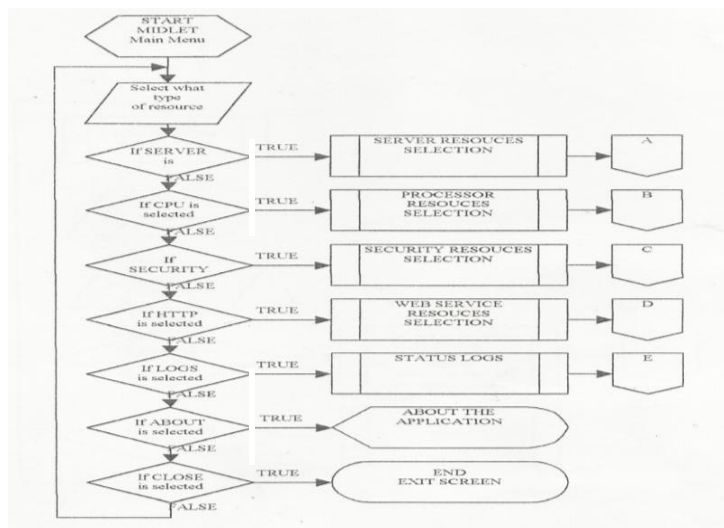 START
MIDLET
Main Menu
Select what
type
of resource
If SERVER
is
TRUE
SERVER RESOUCES
SELECTION
A
FALSE
If CPU is
selected
TRUE
PROCESSOR
RESOUCES
SELECTION
B
FALSE
If
SECURITY
TRUE
SECURITY RESOUCES
SELECTION
C
FALSE
If HTTP
is selected
TRUE
WEB SERVICE
RESOUCES
SELECTION
D
FALSE
If LOGS
is selected
TRUE
STATUS LOGS
E
FALSE
If ABOUT
is selected
TRUE
ABOUT THE
APPLICATION
FALSE
If CLOSE
is selected
TRUE
END
EXIT SCREEN
FALSE